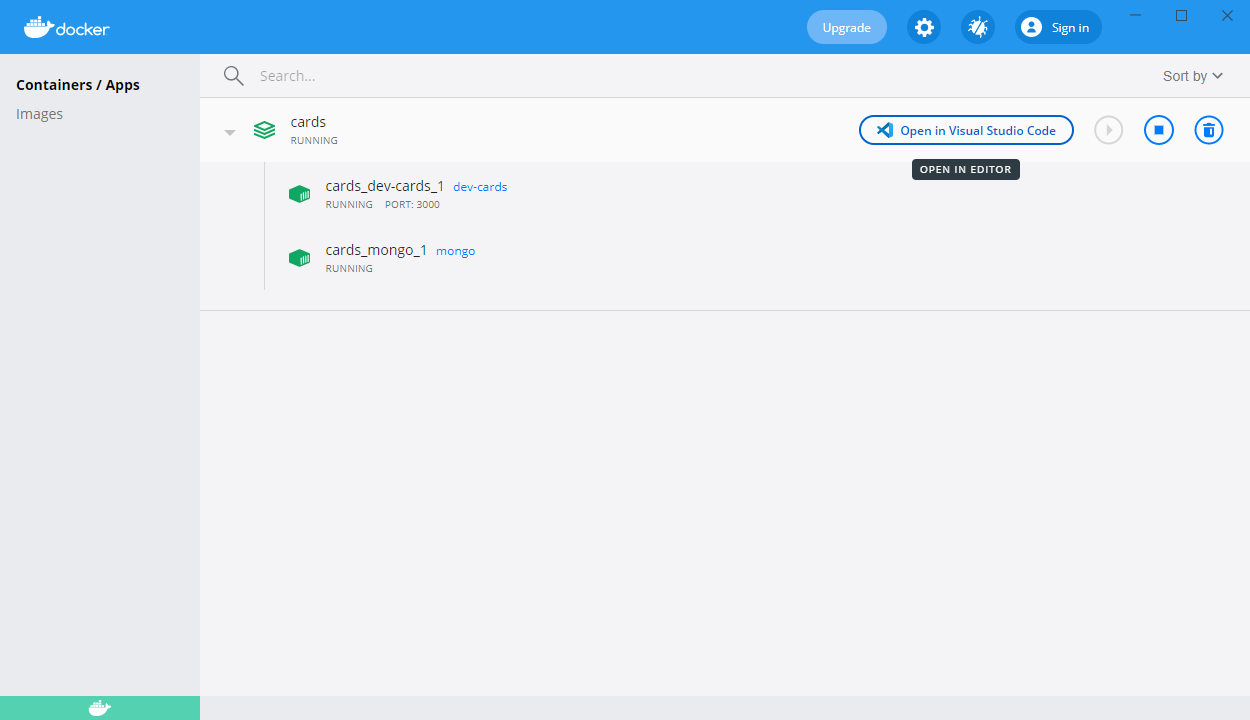 docker
Upgrade
Sign in
Containers / Apps
Images
Search...
Sort by
cards
RUNNING
Open in Visual Studio Code
OPEN IN EDITOR
cards_dev-cards_1 dev-cards
RUNNING PORT: 3000
cards_mongo_1 mongo
RUNNING